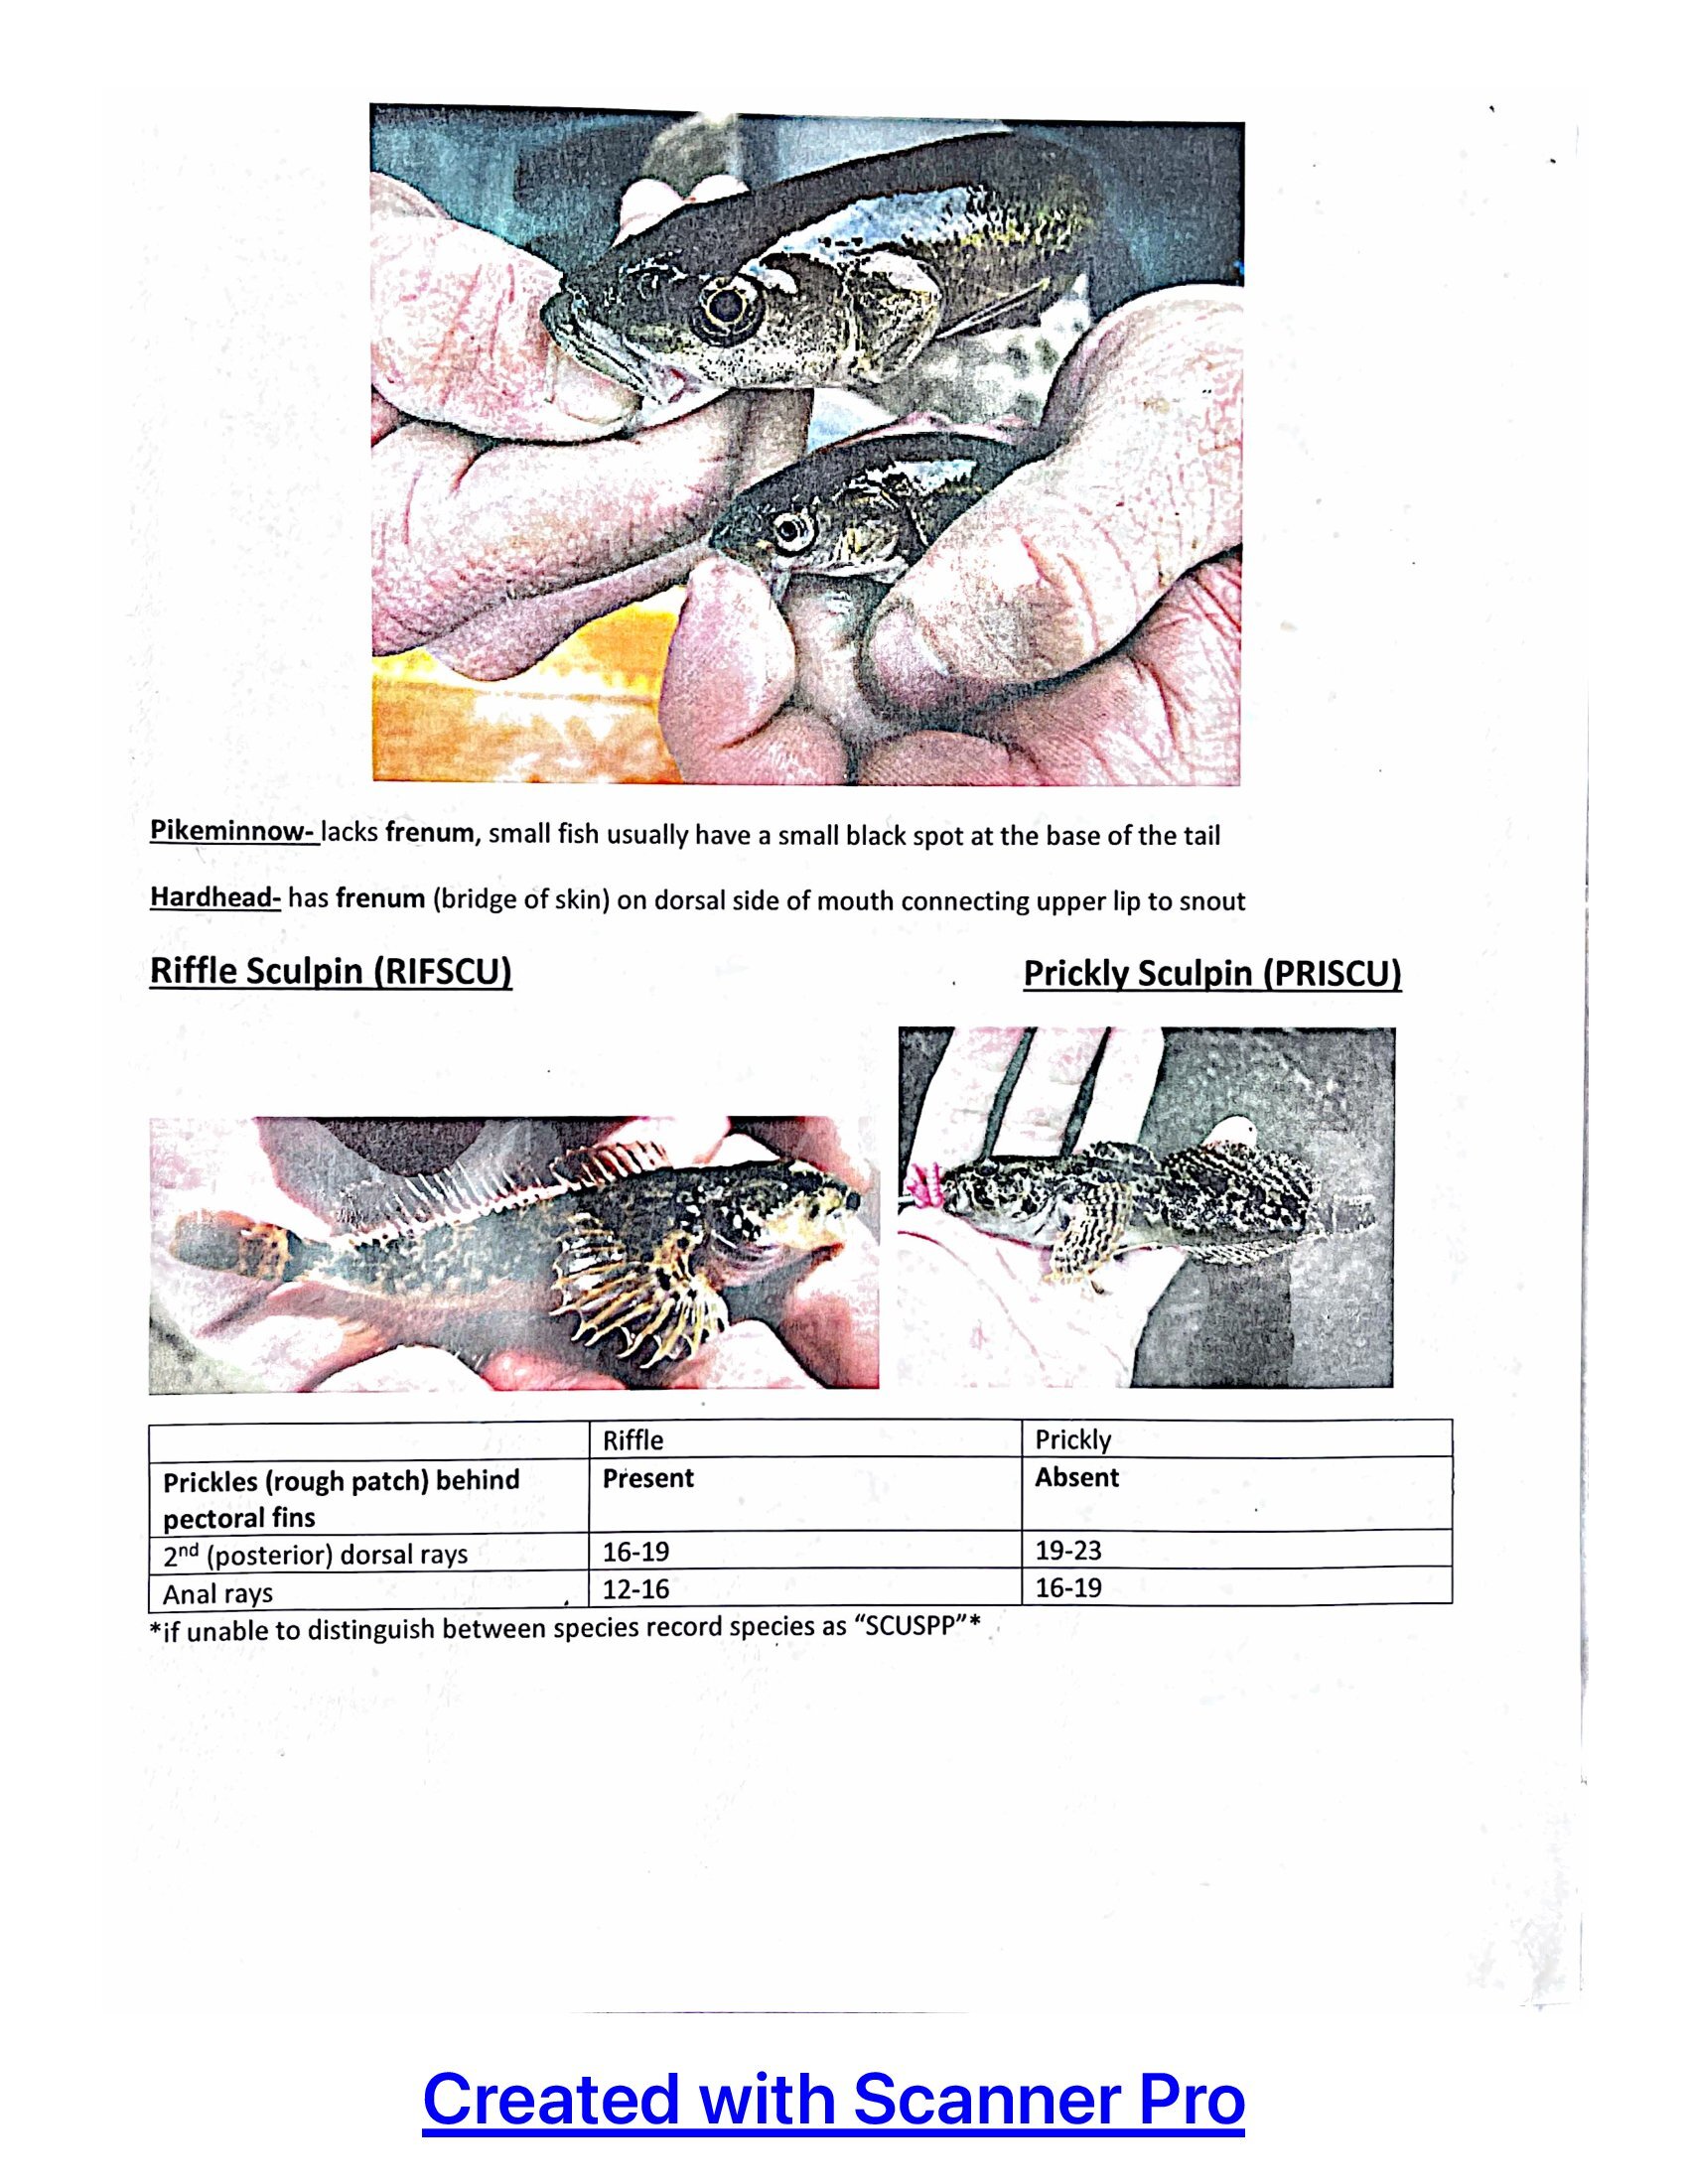 Pikeminnow- lacks frenum, small fish usually have a small black spot at the base of the tail
Hardhead- has frenum (bridge of skin) on dorsal side of mouth connecting upper lip to snout
Riffle Sculpin (RIFSCU)
Prickly Sculpin (PRISCU)
Riffle Prickly
Prickles (rough patch) behind Present Absent
pectoral fins
2nd (posterior) dorsal rays 16-19 19-23
Anal rays 12-16 16-19
*if unable to distinguish between species record species as “SCUSPP”*
Created with Scanner Pro